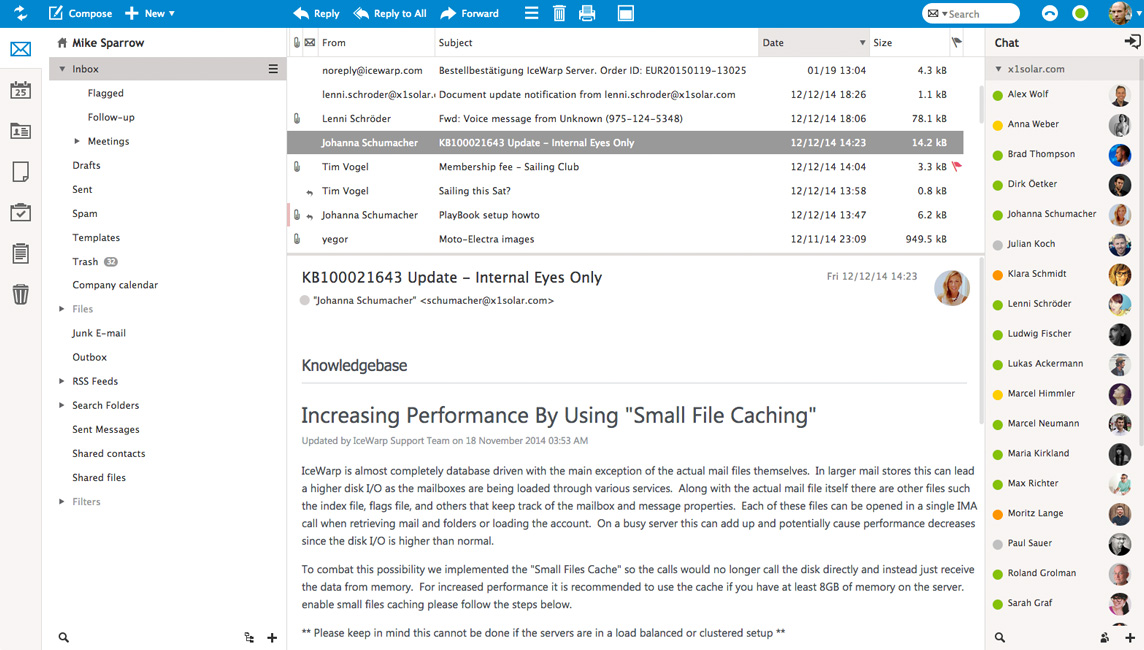 Compose New Reply Reply to All Forward Search
Mike Sparrow
Inbox
Flagged
Follow-up
Meetings
Drafts
Sent
Spam
Templates
Trash 32
Company calendar
Files
Junk E-mail
Outbox
RSS Feeds
Search Folders
Sent Messages
Shared contacts
Shared files
Filters
25
From Subject Date Size
noreply@icewarp.com Bestellbestätigung IceWarp Server. Order ID: EUR20150119-13025 01/19 13:04 4.3 kB
lenni.schroder@x1solar. Document update notification from lenni.schroder@x1solar.com 12/12/14 18:26 1.1 kB
Lenni Schröder Fwd: Voice message from Unknown (975-124-5348) 12/12/14 18:06 78.1 kB
Johanna Schumacher KB100021643 Update - Internal Eyes Only 12/12/14 14:23 14.2 kB
Tim Vogel Membership fee - Sailing Club 12/12/14 14:04 3.3 kB
Tim Vogel Sailing this Sat? 12/12/14 13:58 0.8 kB
Johanna Schumacher PlayBook setup howto 12/12/14 13:47 6.2 kB
yegor Moto-Electra images 12/11/14 23:09 949.5 kB
KB100021643 Update - Internal Eyes Only Fri 12/12/14 14:23
"Johanna Schumacher" <schumacher@x1solar.com>
Knowledgebase
Increasing Performance By Using "Small File Caching"
Updated by IceWarp Support Team on 18 November 2014 03:53 AM
IceWarp is almost completely database driven with the main exception of the actual mail files themselves. In larger mail stores this can lead
a higher disk I/O as the mailboxes are being loaded through various services. Along with the actual mail file itself there are other files such
the index file, flags file, and others that keep track of the mailbox and message properties. Each of these files can be opened in a single IMA
call when retrieving mail and folders or loading the account. On a busy server this can add up and potentially cause performance decreases
since the disk I/O is higher than normal.
To combat this possibility we implemented the "Small Files Cache" so the calls would no longer call the disk directly and instead just receive
the data from memory. For increased performance it is recommended to use the cache if you have at least 8GB of memory on the server.
enable small files caching please follow the steps below.
** Please keep in mind this cannot be done if the servers are in a load balanced or clustered setup **
Chat
x1solar.com
Alex Wolf
Anna Weber
Brad Thompson
Dirk Öetker
Johanna Schumacher
Julian Koch
Klara Schmidt
Lenni Schröder
Ludwig Fischer
Lukas Ackermann
Marcel Himmler
Marcel Neumann
Maria Kirkland
Max Richter
Moritz Lange
Paul Sauer
Roland Grolman
Sarah Graf